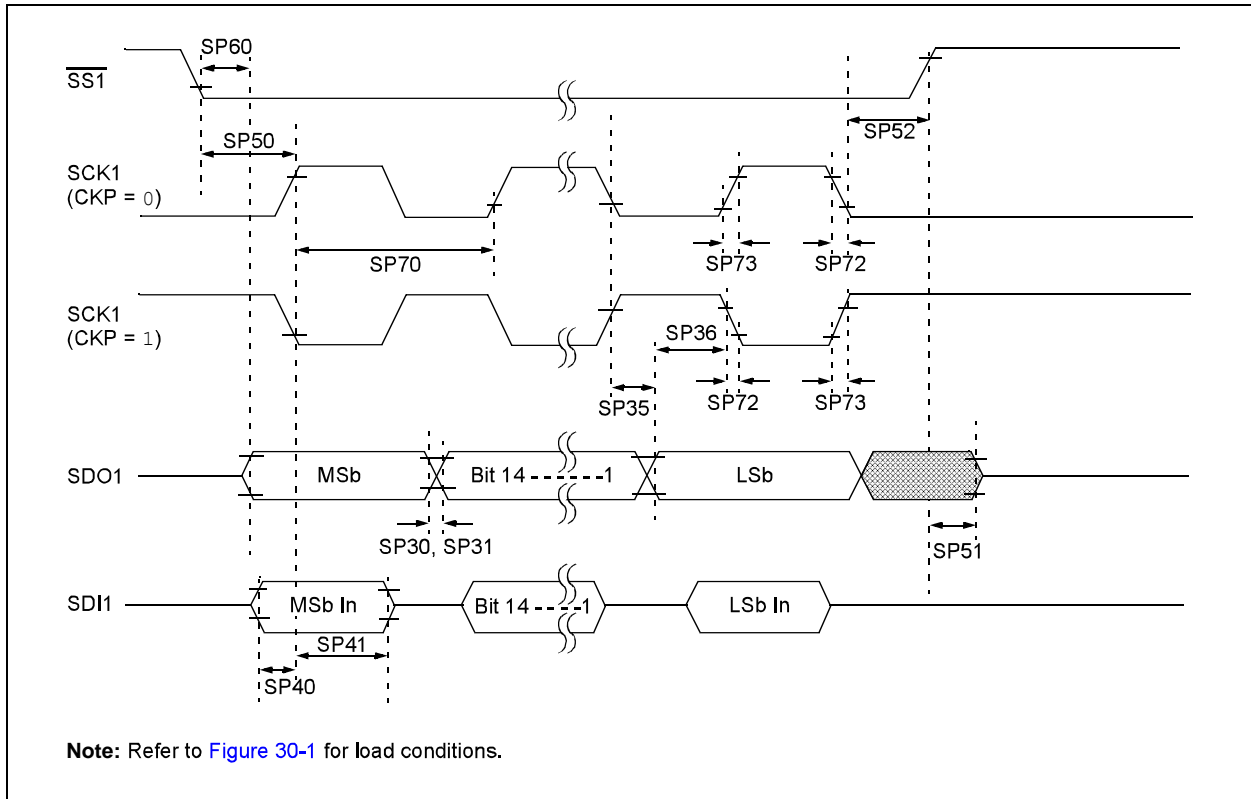 SP60
SS1
SP50
SP52
SCK1
(CKP = 0)
SP70
SP73
SP72
SCK1
(CKP = 1)
SP36
SP35
SP72
SP73
SDO1
MSb
Bit 14 - - - - - -1
LSb
SP30, SP31
SP51
SDI1
MSb In
Bit 14 - - - -1
LSb In
SP41
SP40
Note: Refer to Figure 30-1 for load conditions.